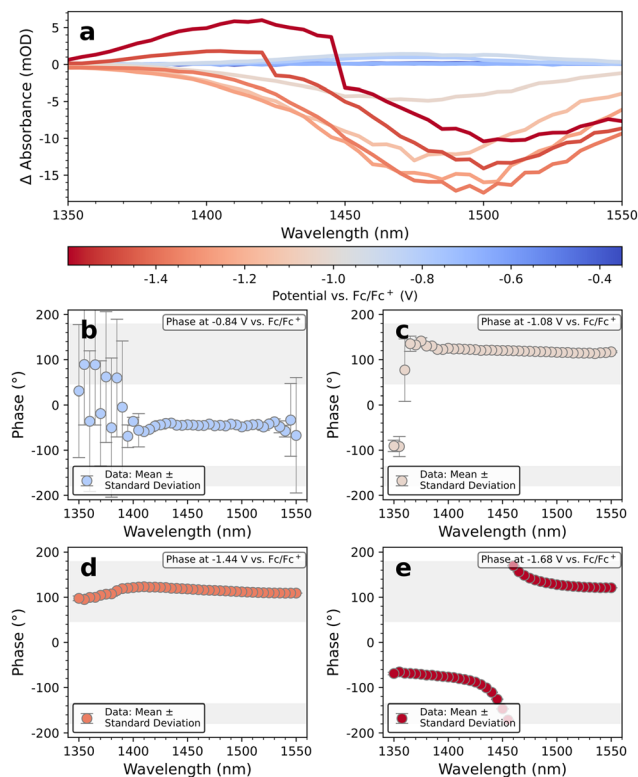 a
5
0
-5
-10
-15
Δ Absorbance (mOD)
1350 1400 1450 1500 1550
Wavelength (nm)
-1.4 -1.2 -1.0 -0.8 -0.6 -0.4
Potential vs. Fc/Fc⁺ (V)
b
Phase at -0.84 V vs. Fc/Fc⁺
200
100
0
-100
-200
Phase (°)
Data: Mean ±
Standard Deviation
1350 1400 1450 1500 1550
Wavelength (nm)
c
Phase at -1.08 V vs. Fc/Fc⁺
200
100
0
-100
-200
Phase (°)
Data: Mean ±
Standard Deviation
1350 1400 1450 1500 1550
Wavelength (nm)
d
Phase at -1.44 V vs. Fc/Fc⁺
200
100
0
-100
-200
Phase (°)
Data: Mean ±
Standard Deviation
1350 1400 1450 1500 1550
Wavelength (nm)
e
Phase at -1.68 V vs. Fc/Fc⁺
200
100
0
-100
-200
Phase (°)
Data: Mean ±
Standard Deviation
1350 1400 1450 1500 1550
Wavelength (nm)